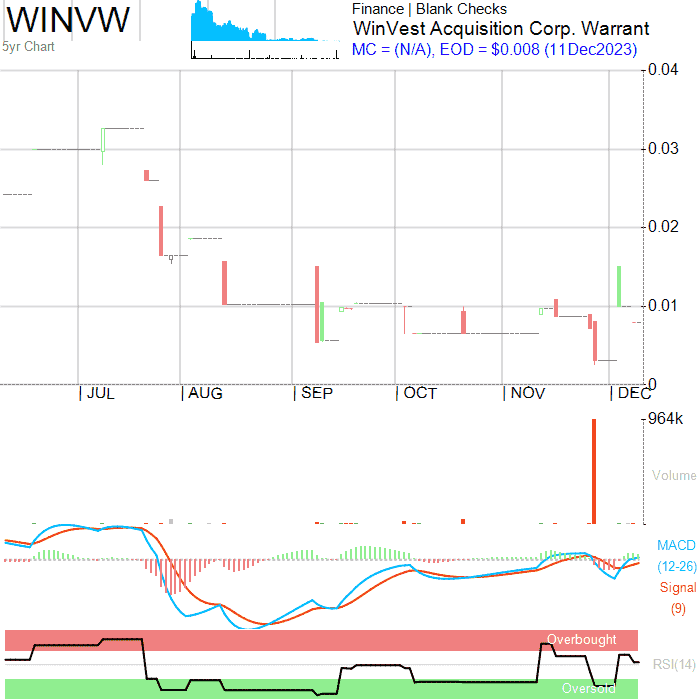 WINVW
5yr Chart
Finance | Blank Checks
WinVest Acquisition Corp. Warrant
MC = (N/A), EOD = $0.008 (11Dec2023)
0.04
0.03
0.02
0.01
0
| JUL | AUG | SEP | OCT | NOV | DEC
964k
Volume
MACD
(12-26)
Signal
(9)
Overbought
RSI(14)
Oversold